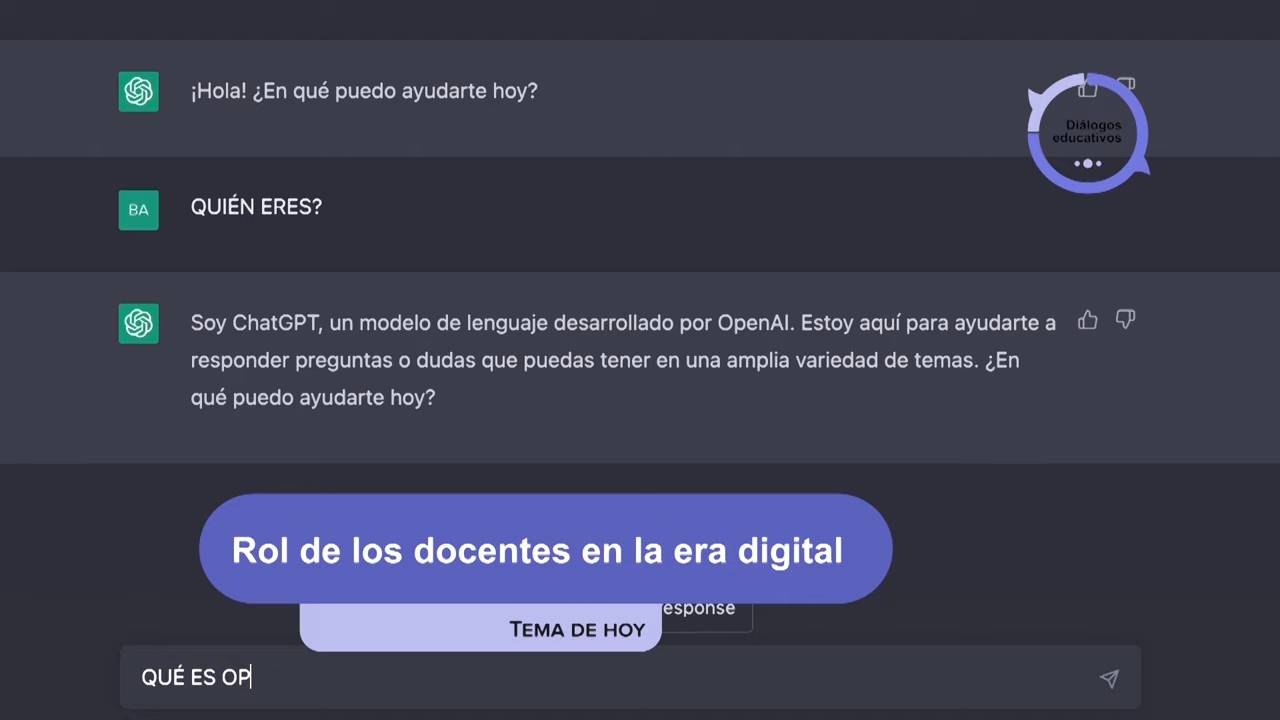 ¡Hola! ¿En qué puedo ayudarte hoy?
Diálogos
educativos
BA
QUIÉN ERES?
Soy ChatGPT, un modelo de lenguaje desarrollado por OpenAI. Estoy aquí para ayudarte a
responder preguntas o dudas que puedas tener en una amplia variedad de temas. ¿En
qué puedo ayudarte hoy?
Rol de los docentes en la era digital
esponse
TEMA DE HOY
QUÉ ES OP